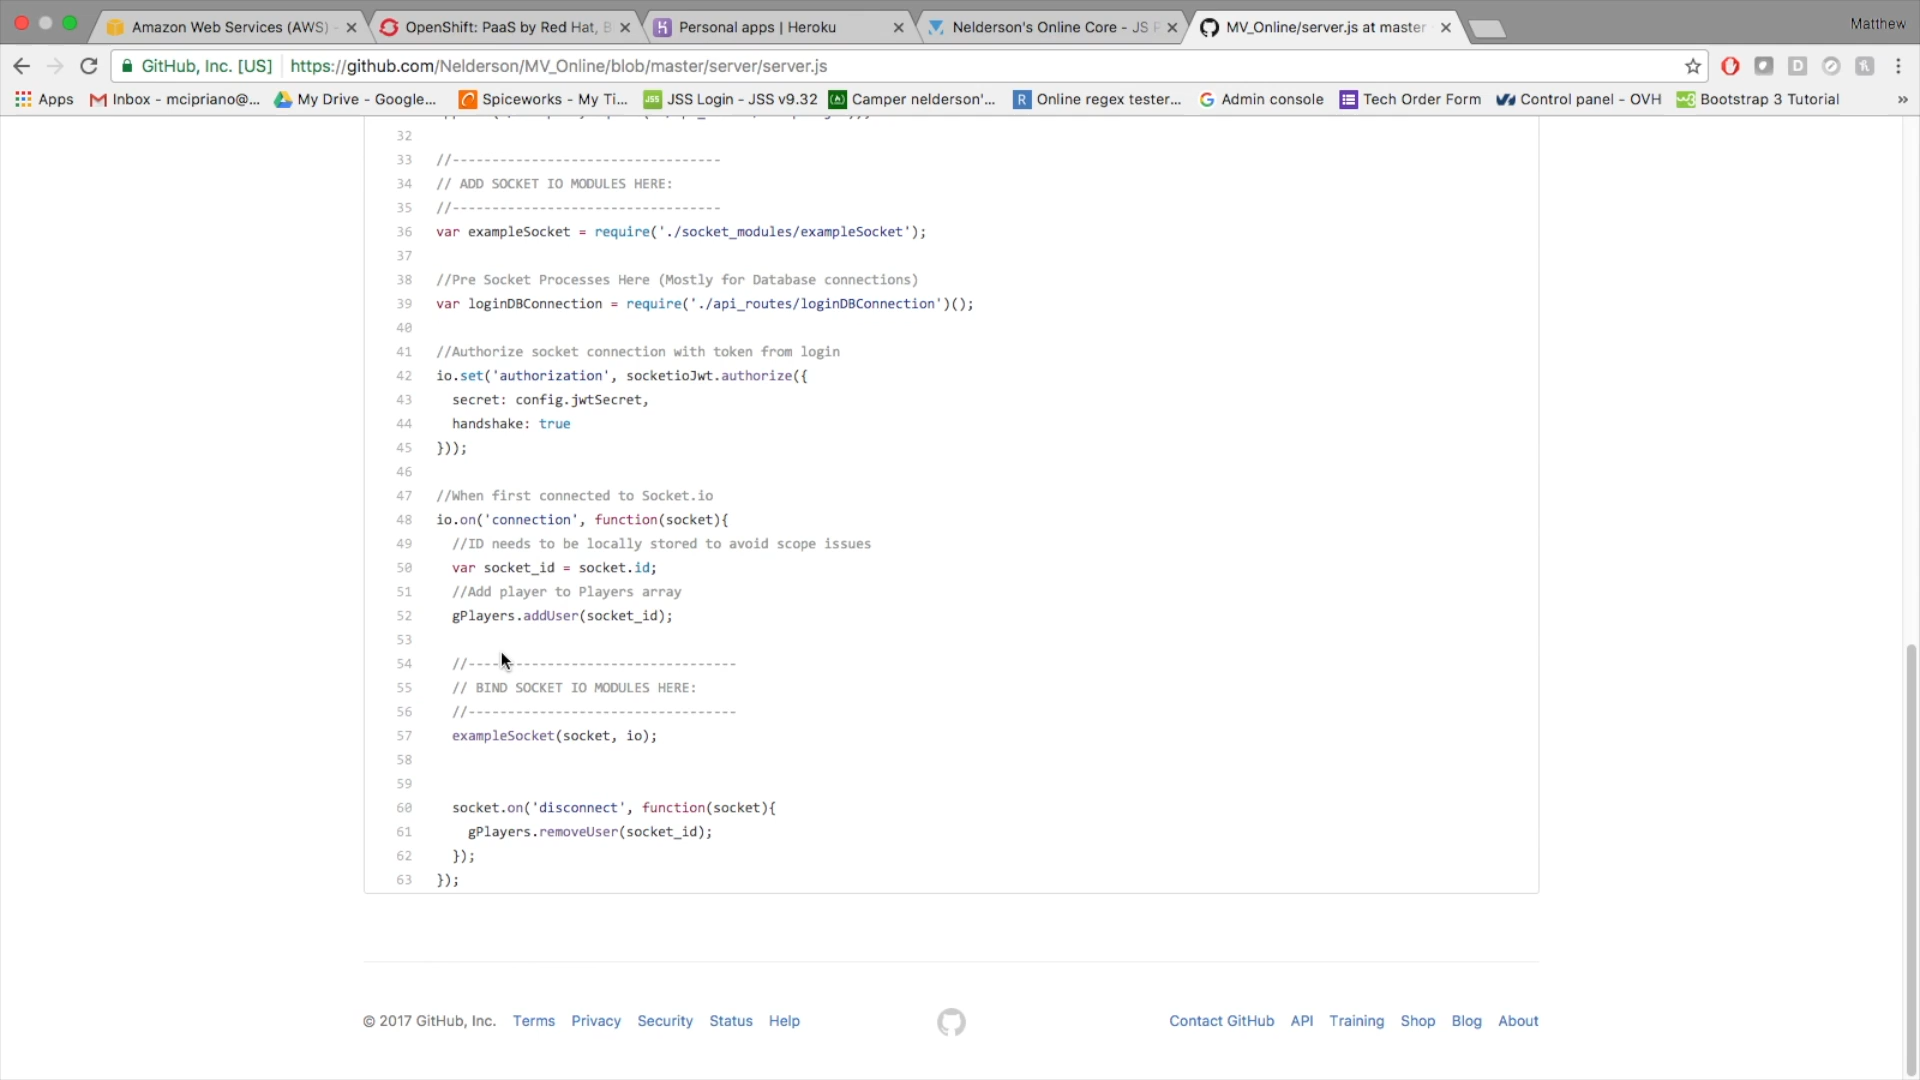 Amazon Web Services (AWS) -
OpenShift: PaaS by Red Hat, B
Personal apps | Heroku
Nelderson's Online Core - JS P
MV_Online/server.js at master
Matthew
GitHub, Inc. [US]
https://github.com/Nelderson/MV_Online/blob/master/server/server.js
Apps
Inbox - mcipriano@...
My Drive - Google...
Spiceworks - My Ti...
JSS Login - JSS v9.32
Camper nelderson'...
Online regex tester...
Admin console
Tech Order Form
Control panel - OVH
Bootstrap 3 Tutorial
»
32
33 //----------------------------------
34 // ADD SOCKET IO MODULES HERE:
35 //----------------------------------
36 var exampleSocket = require('./socket_modules/exampleSocket');
37
38 //Pre Socket Processes Here (Mostly for Database connections)
39 var loginDBConnection = require('./api_routes/loginDBConnection')();
40
41 //Authorize socket connection with token from login
42 io.set('authorization', socketioJwt.authorize({
43 secret: config.jwtSecret,
44 handshake: true
45 }));
46
47 //When first connected to Socket.io
48 io.on('connection', function(socket){
49 //ID needs to be locally stored to avoid scope issues
50 var socket_id = socket.id;
51 //Add player to Players array
52 gPlayers.addUser(socket_id);
53
54 //----------------------------------
55 // BIND SOCKET IO MODULES HERE:
56 //----------------------------------
57 exampleSocket(socket, io);
58
59
60 socket.on('disconnect', function(socket){
61 gPlayers.removeUser(socket_id);
62 });
63 });
© 2017 GitHub, Inc. Terms Privacy Security Status Help
Contact GitHub API Training Shop Blog About